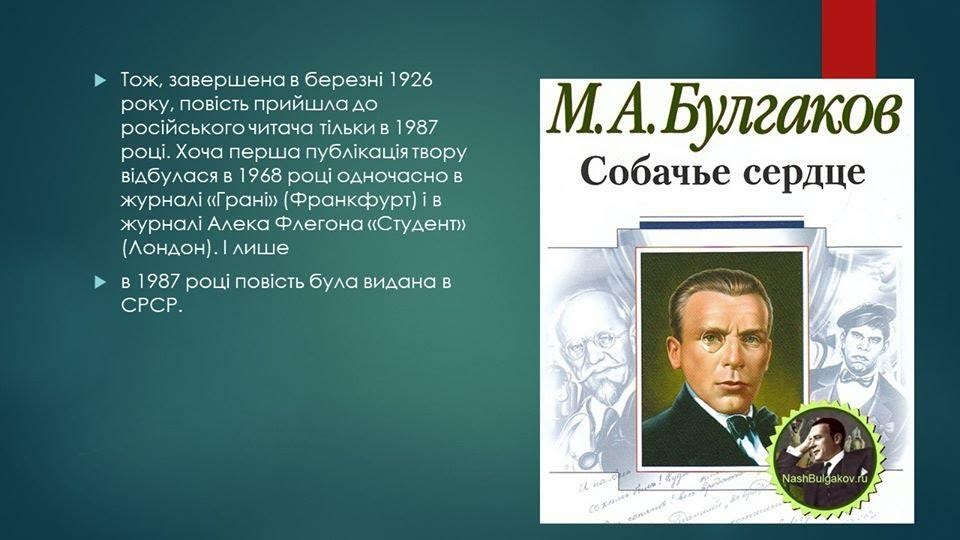 Тож, завершена в березні 1926
року, повість прийшла до
російського читача тільки в 1987
році. Хоча перша публікація твору
відбулася в 1968 році одночасно в
журналі «Грані» (Франкфурт) і в
журналі Алека Флегона «Студент»
(Лондон). І лише
в 1987 році повість була видана в
СРСР.
М.А.Булгаков
Собачье сердце
NashBulgakov.ru